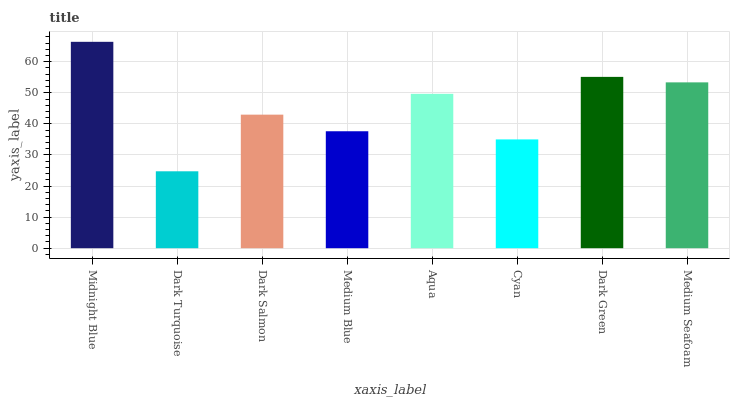 title
yaxis_label
60
50
40
30
20
10
0
Midnight Blue
Dark Turquoise
Dark Salmon
Medium Blue
Aqua
Cyan
Dark Green
Medium Seafoam
xaxis_label